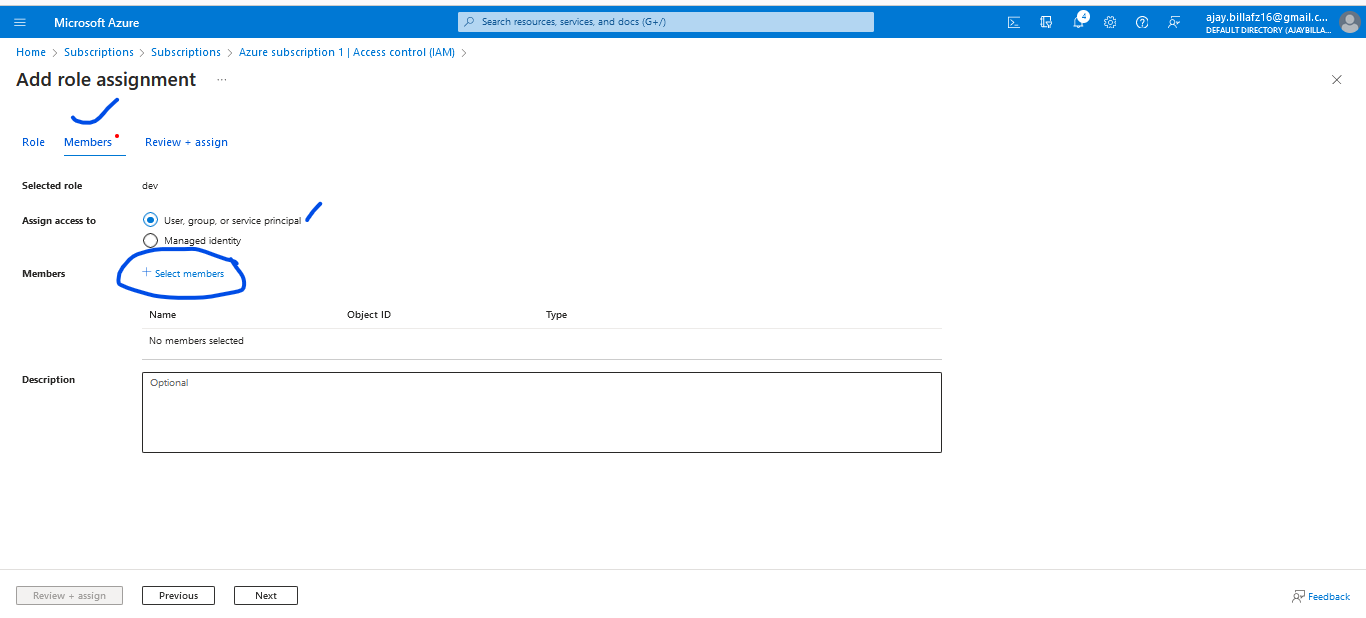 Microsoft Azure
Search resources, services, and docs (G+/)
4
ajay.billafz16@gmail.c...
DEFAULT DIRECTORY (AJAYBILLA...
Home > Subscriptions > Subscriptions > Azure subscription 1 | Access control (IAM) >
Add role assignment ...
Role Members Review + assign
Selected role dev
Assign access to User, group, or service principal
Managed identity
Members + Select members
Name Object ID Type
No members selected
Description Optional
Review + assign Previous Next Feedback